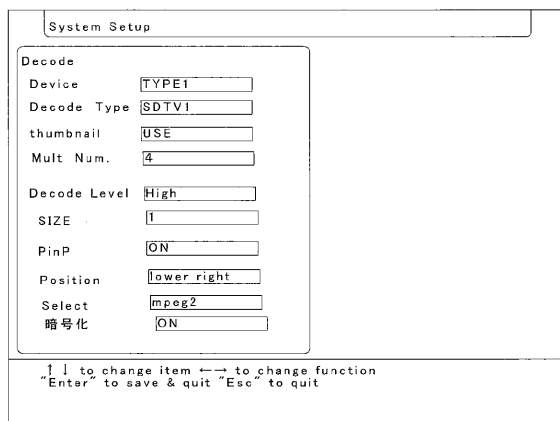 System Setup
Decode
Device TYPE1
Decode Type SDTV1
thumbnail USE
Mult Num. 4
Decode Level High
SIZE 1
PinP ON
Position lower right
Select mpeg2
暗号化 ON
↑↓ to change item ←→ to change function
"Enter" to save & quit "Esc" to quit